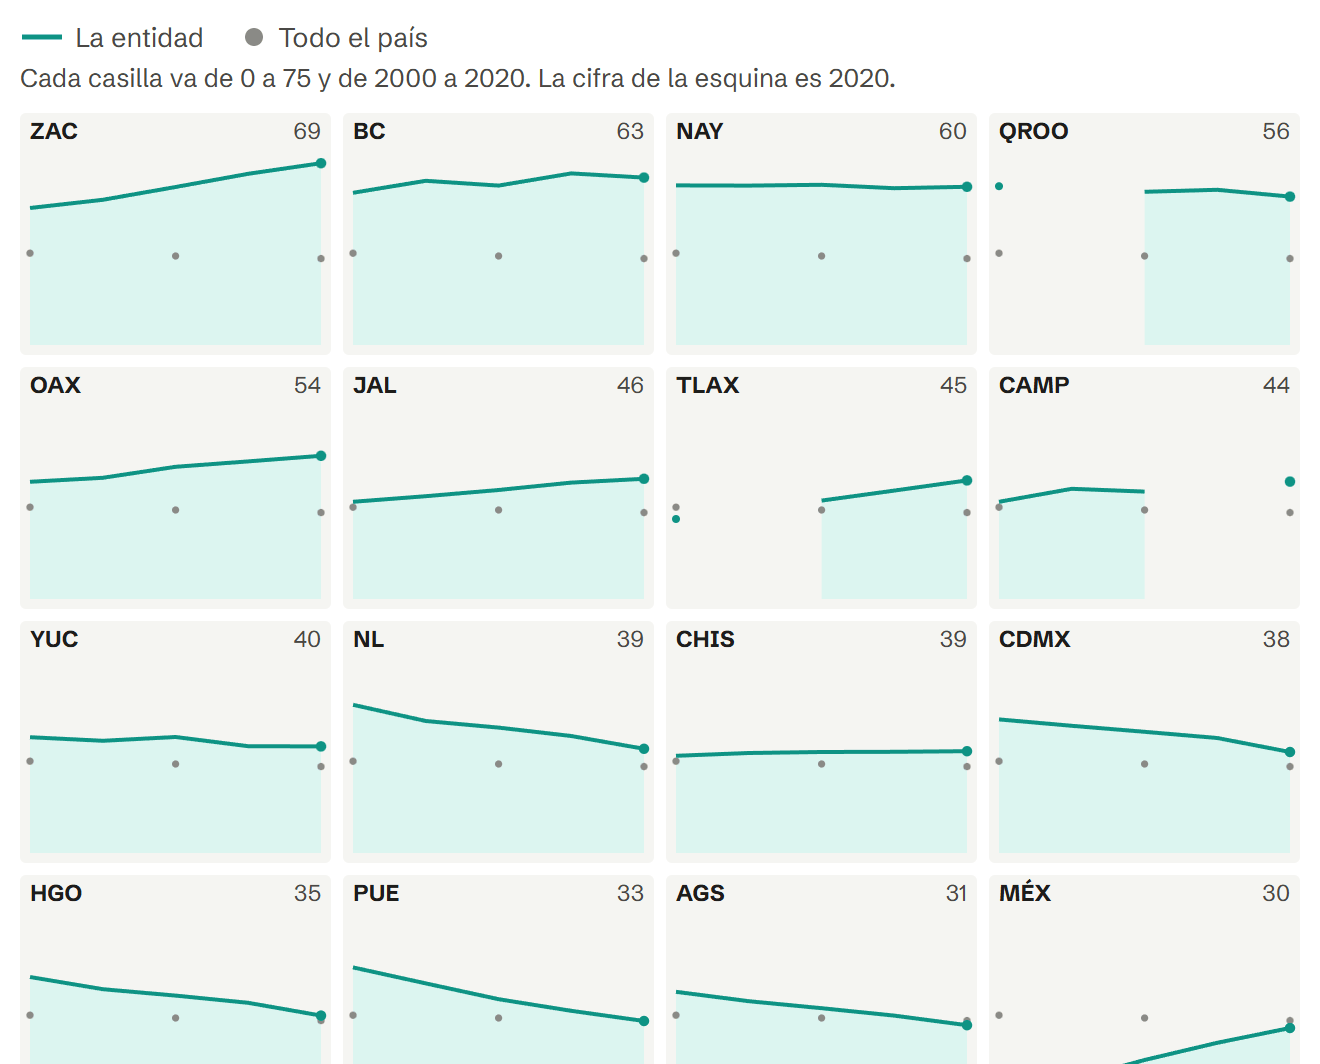 La entidad Todo el país
Cada casilla va de 0 a 75 y de 2000 a 2020. La cifra de la esquina es 2020.
ZAC 69 BC 63 NAY 60 QROO 56
OAX 54 JAL 46 TLAX 45 CAMP 44
YUC 40 NL 39 CHIS 39 CDMX 38
HGO 35 PUE 33 AGS 31 MÉX 30